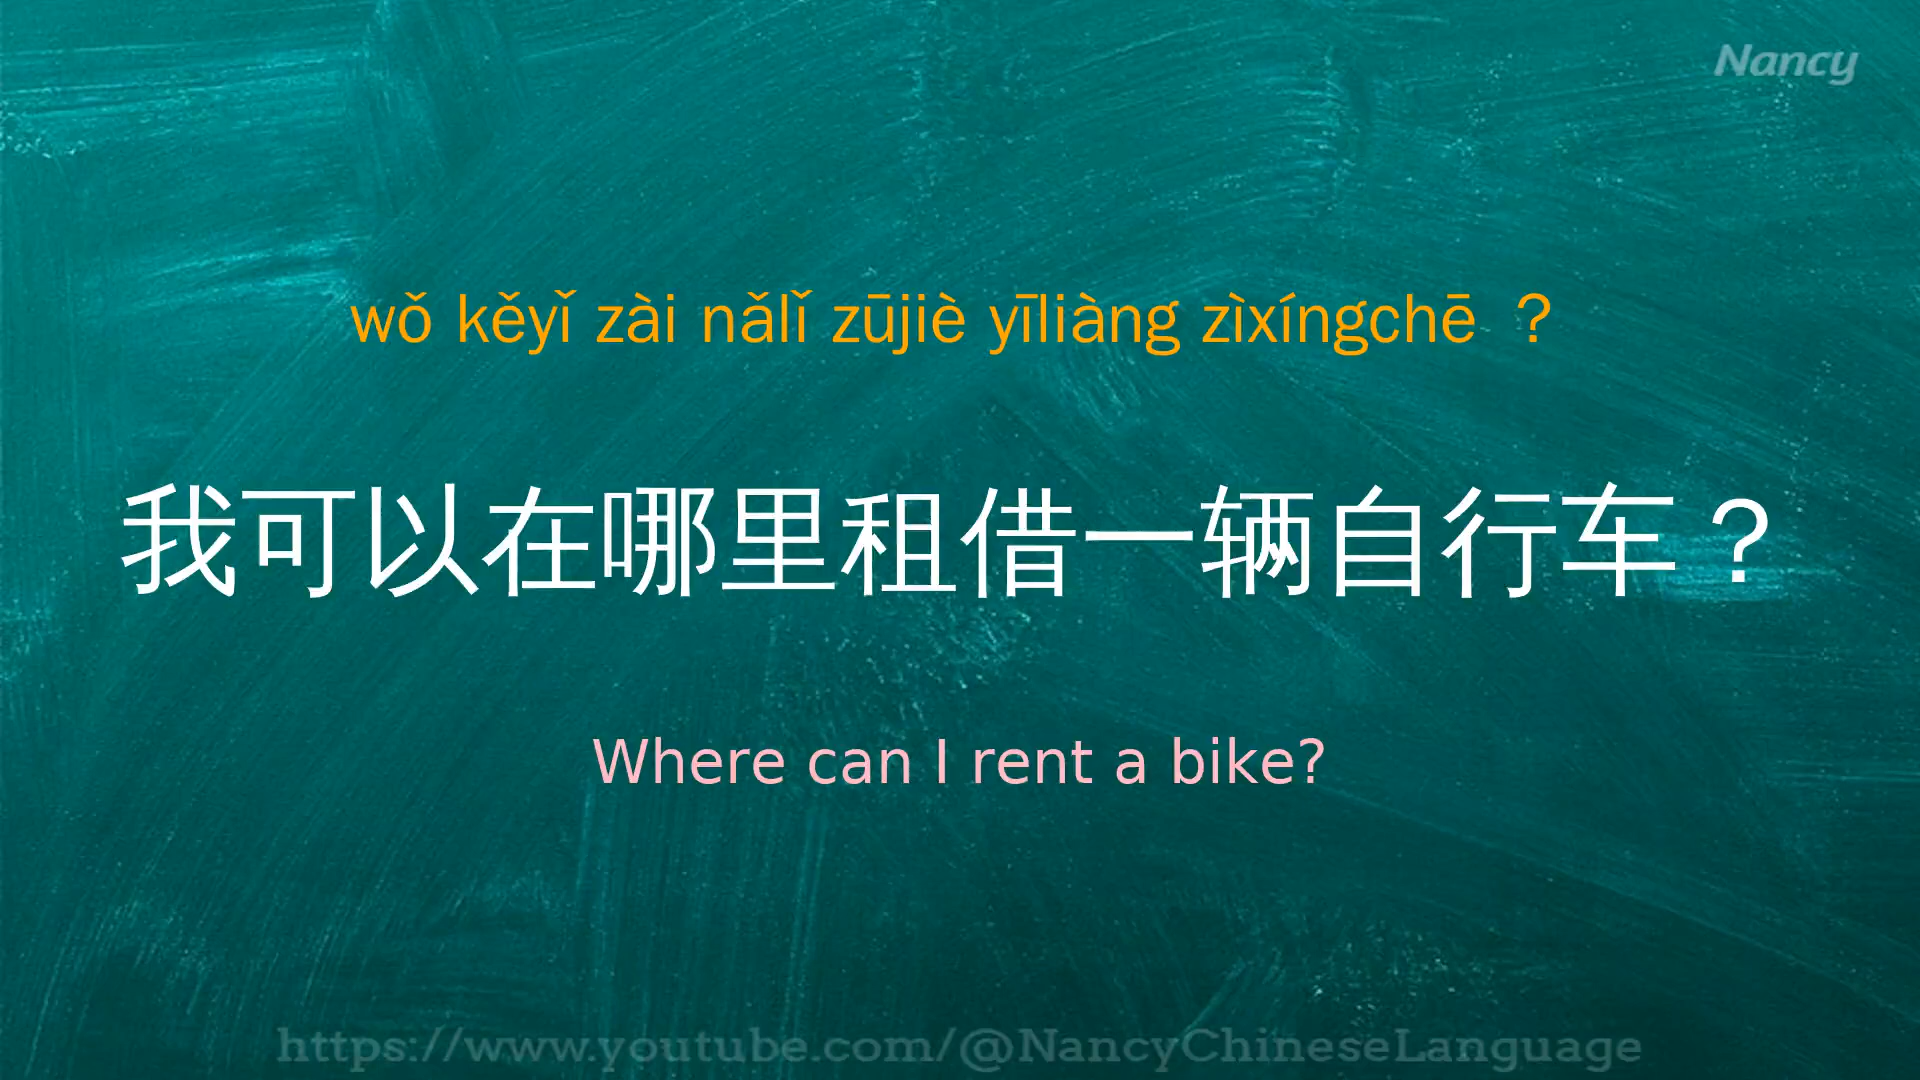 Nancy
wǒ kěyǐ zài nǎlǐ zūjiè yīliàng zìxíngchē ？
我可以在哪里租借一辆自行车？
Where can I rent a bike?
https://www.youtube.com/@NancyChineseLanguage